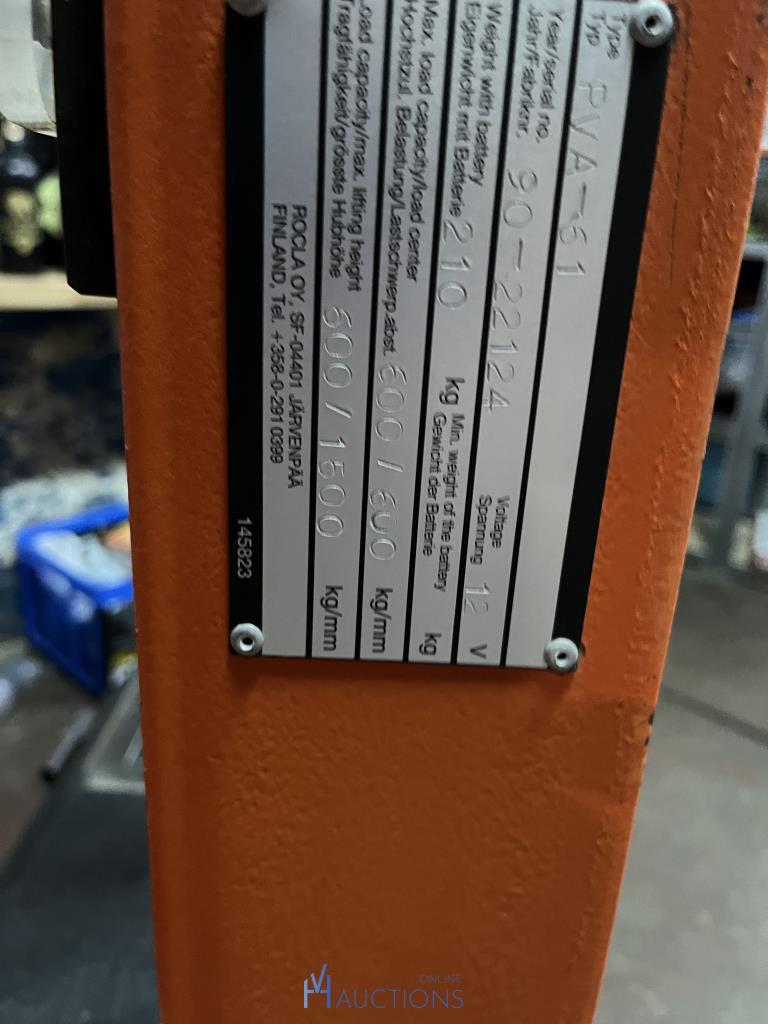 Type
Typ PVA-61
Year/serial no. Voltage
Jahr/Fabriknr. 90-22124 Spannung 12 V
Weight with battery Min. weight of the battery
Eigenwicht mit Batterie 210 kg Gewicht der Batterie kg
Max. load capacity/load center
Hochstzul. Belastung/Lastschwerp.abst. 600 / 600 kg/mm
Load capacity/max. lifting height
Tragfähigkeit/grösste Hubhöhe 600 / 1500 kg/mm
ROCLA OY, SF-04401 JÄRVENPÄÄ
FINLAND, Tel. +358-0-291 0399
145823
VH ONLINE
AUCTIONS